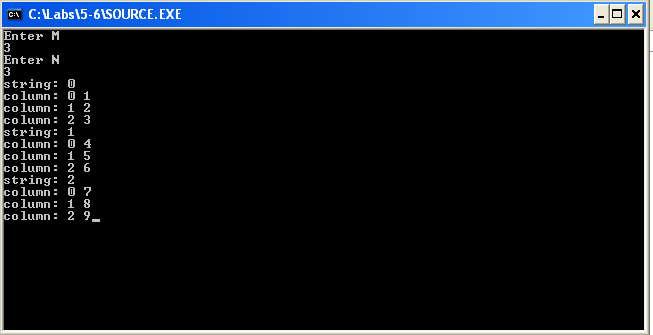 C:\Labs\5-6\SOURCE.EXE
Enter M
3
Enter N
3
string: 0
column: 0 1
column: 1 2
column: 2 3
string: 1
column: 0 4
column: 1 5
column: 2 6
string: 2
column: 0 7
column: 1 8
column: 2 9_